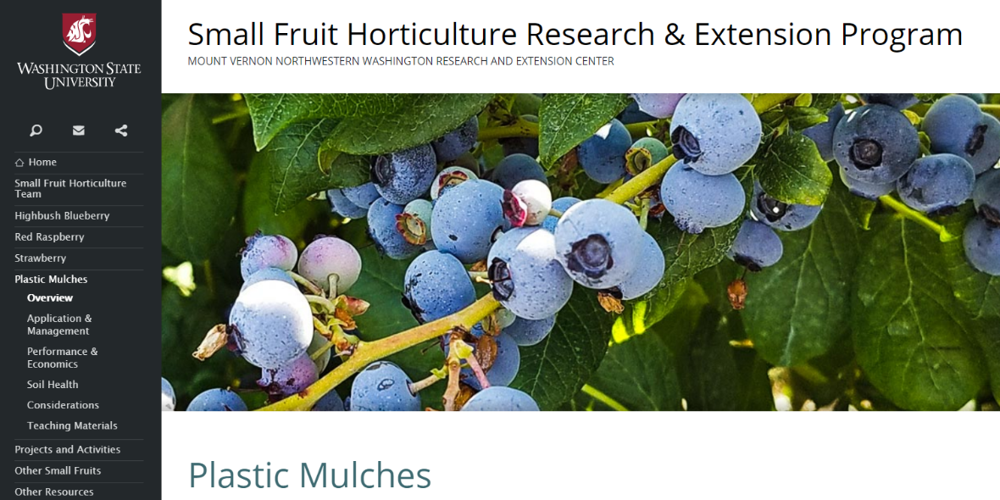 WASHINGTON STATE
UNIVERSITY
Home
Small Fruit Horticulture
Team
Highbush Blueberry
Red Raspberry
Strawberry
Plastic Mulches
Overview
Application &
Management
Performance &
Economics
Soil Health
Considerations
Teaching Materials
Projects and Activities
Other Small Fruits
Other Resources
Small Fruit Horticulture Research & Extension Program
MOUNT VERNON NORTHWESTERN WASHINGTON RESEARCH AND EXTENSION CENTER
Plastic Mulches